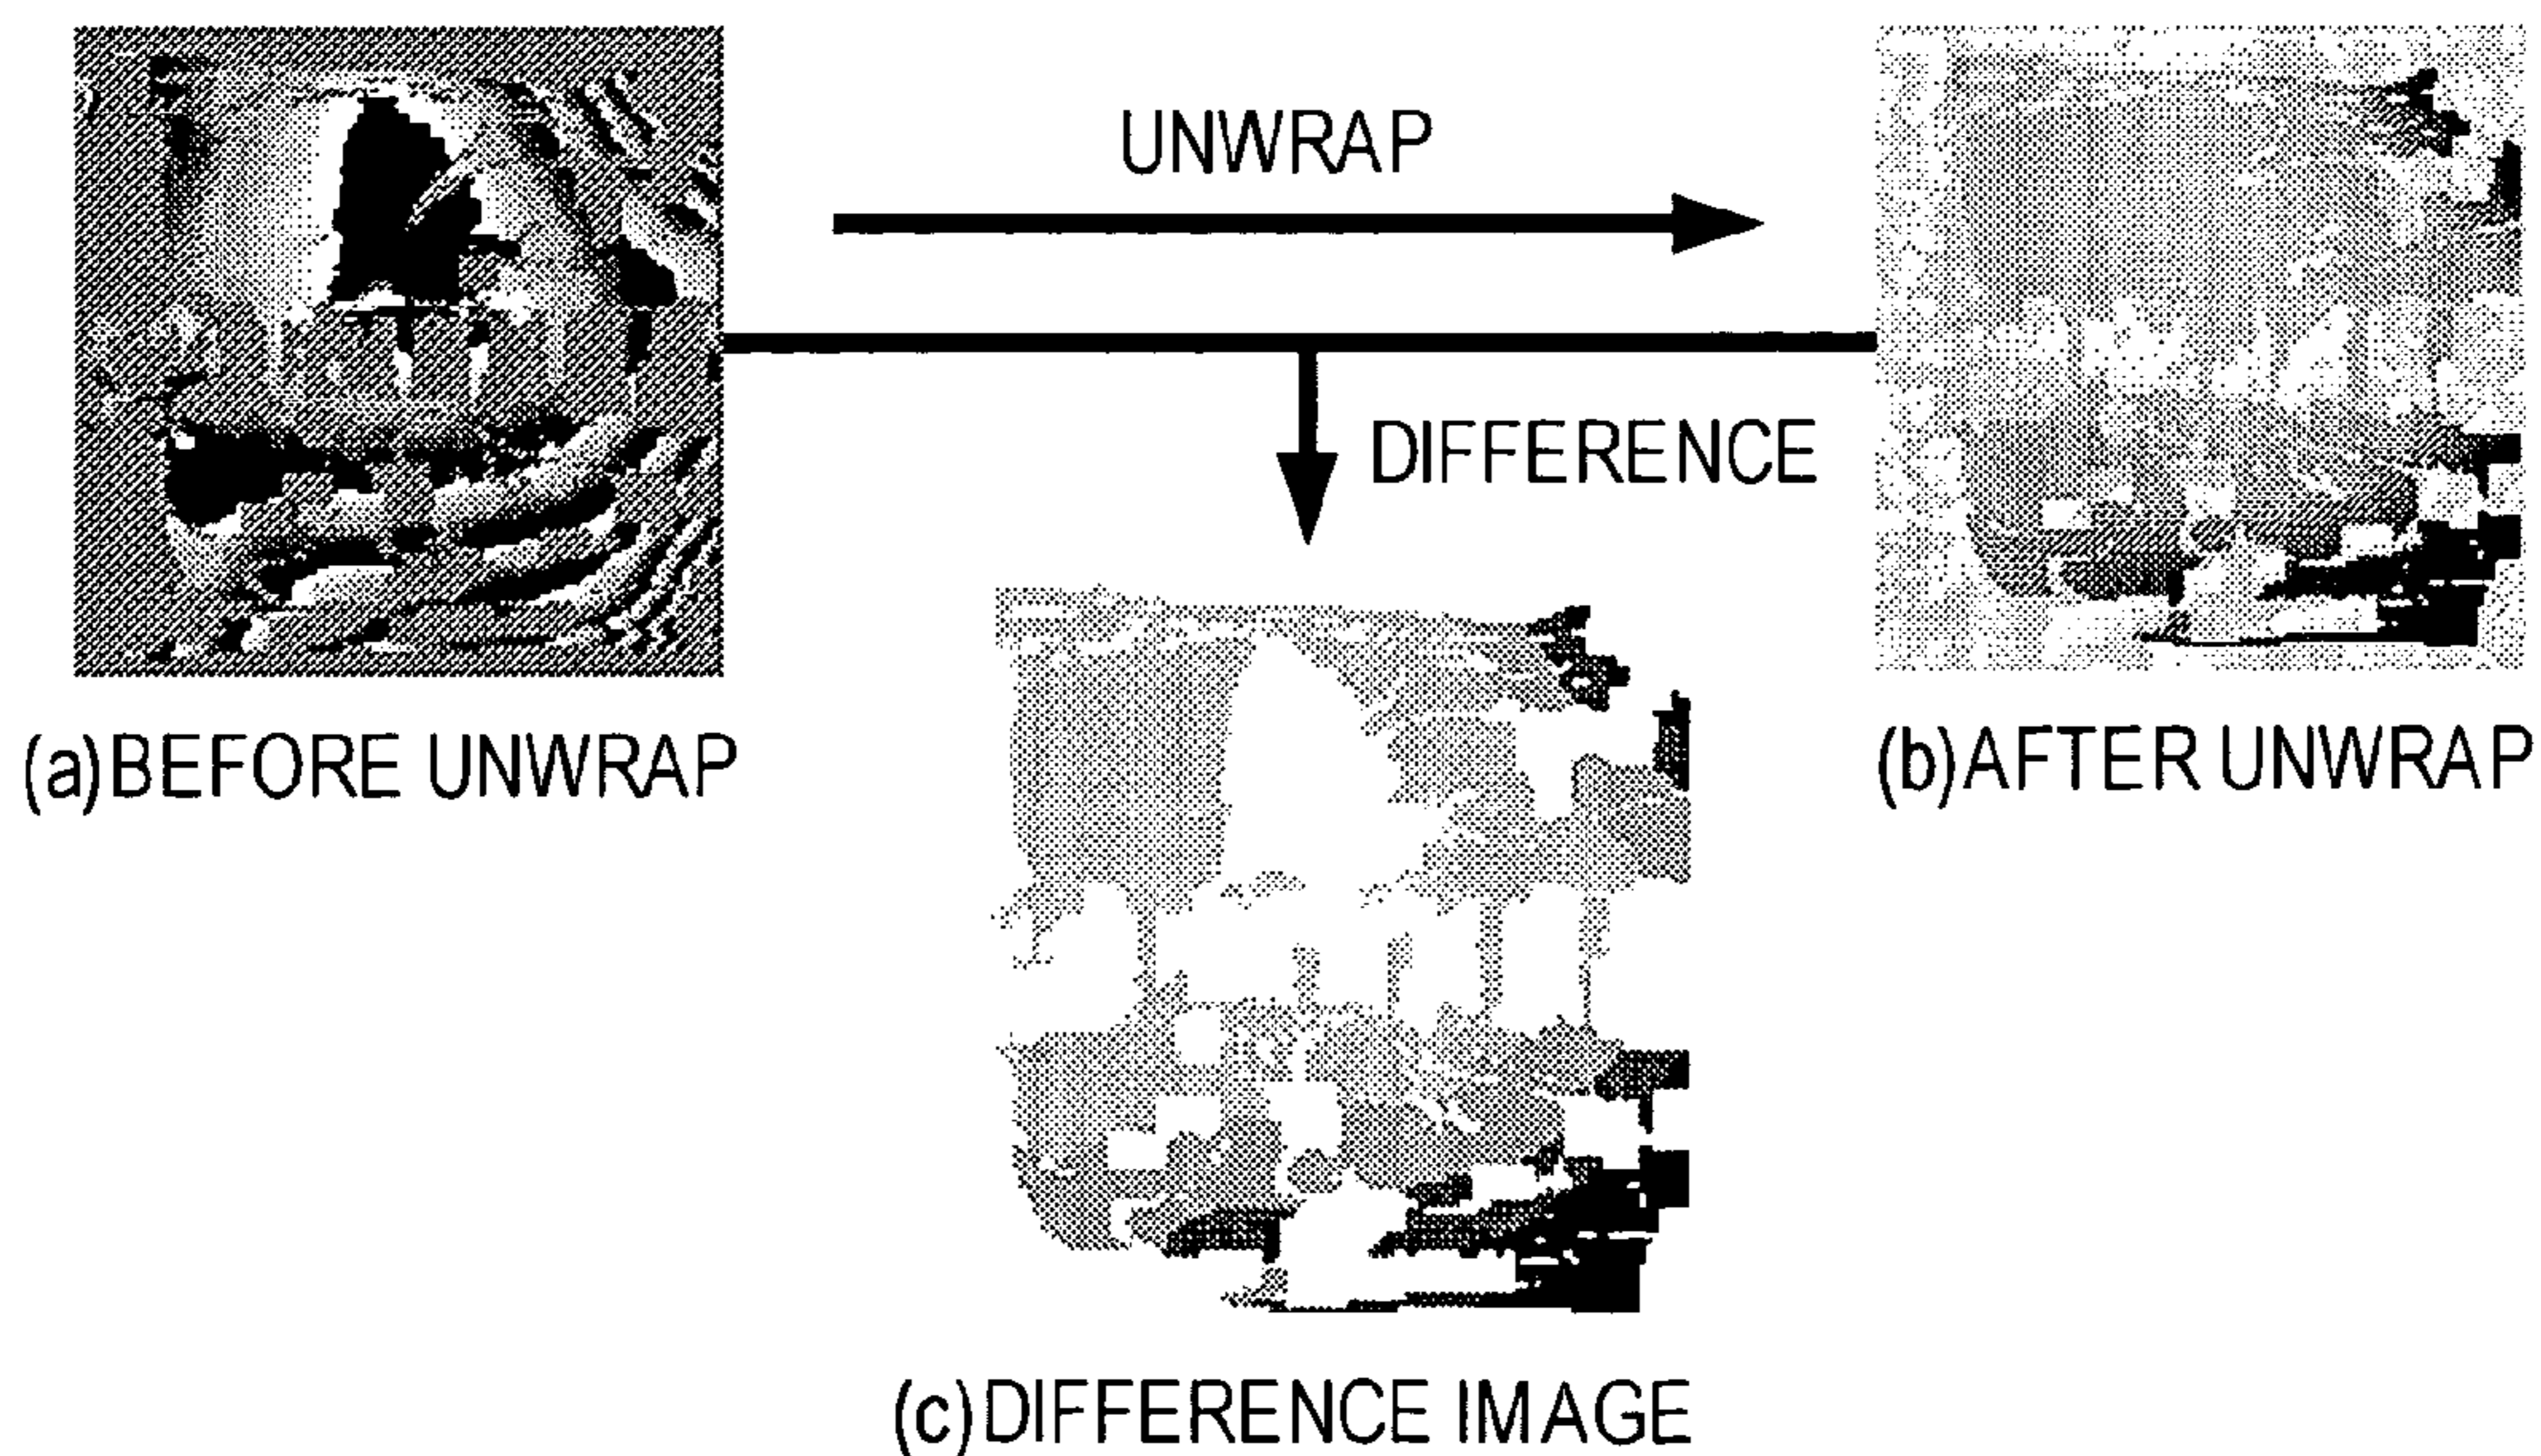 UNWRAP
DIFFERENCE
(a)BEFORE UNWRAP
(b)AFTER UNWRAP
(c)DIFFERENCE IMAGE